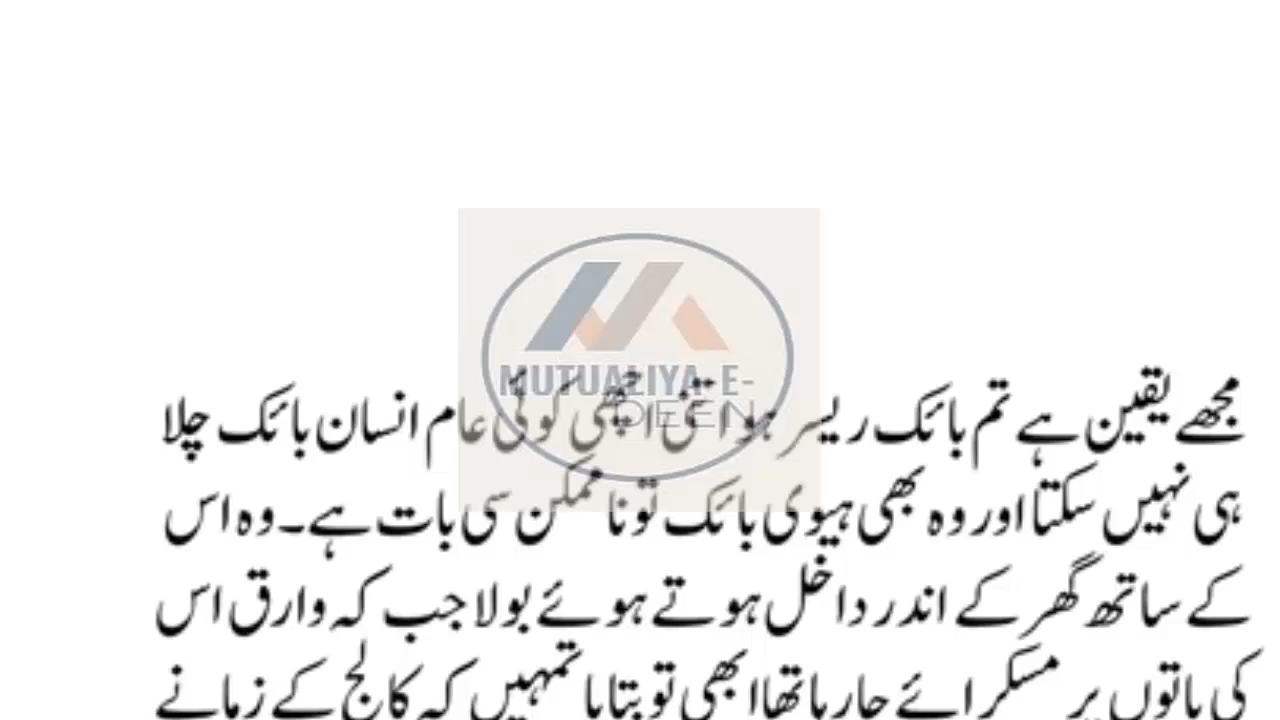 MUTUALIYA-E-
DEEN
مجھے یقین ہے تم بائک ریسر ہو اتنی اچھی کوئی عام انسان بائک چلا
ہی نہیں سکتا اور وہ بھی ہیوی بائک تو ناممکن سی بات ہے۔ وہ اس
کے ساتھ گھر کے اندر داخل ہوتے ہوئے بولا جب کہ وارق اس
کی باتوں پر مسکرائے جا رہا تھا ابھی تو بتایا تمہیں کہ کالج کے زمانے